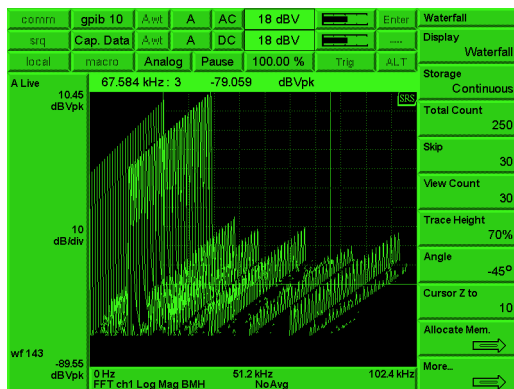 comm gpib 10 Awt A AC 18 dBV Enter Waterfall
srq Cap. Data Awt A DC 18 dBV ---- Display
Waterfall
local macro Analog Pause 100.00 % Trig ALT
A Live 67.584 kHz: 3 -79.059 dBVpk
10.45
dBVpk
SRS
Storage
Continuous
Total Count
250
Skip
30
View Count
30
Trace Height
70%
10
dB/div
Angle
-45°
Cursor Z to
10
Allocate Mem.
wf 143
-89.55
dBVpk
0 Hz 51.2 kHz 102.4 kHz
FFT ch1 Log Mag BMH NoAvg
More...